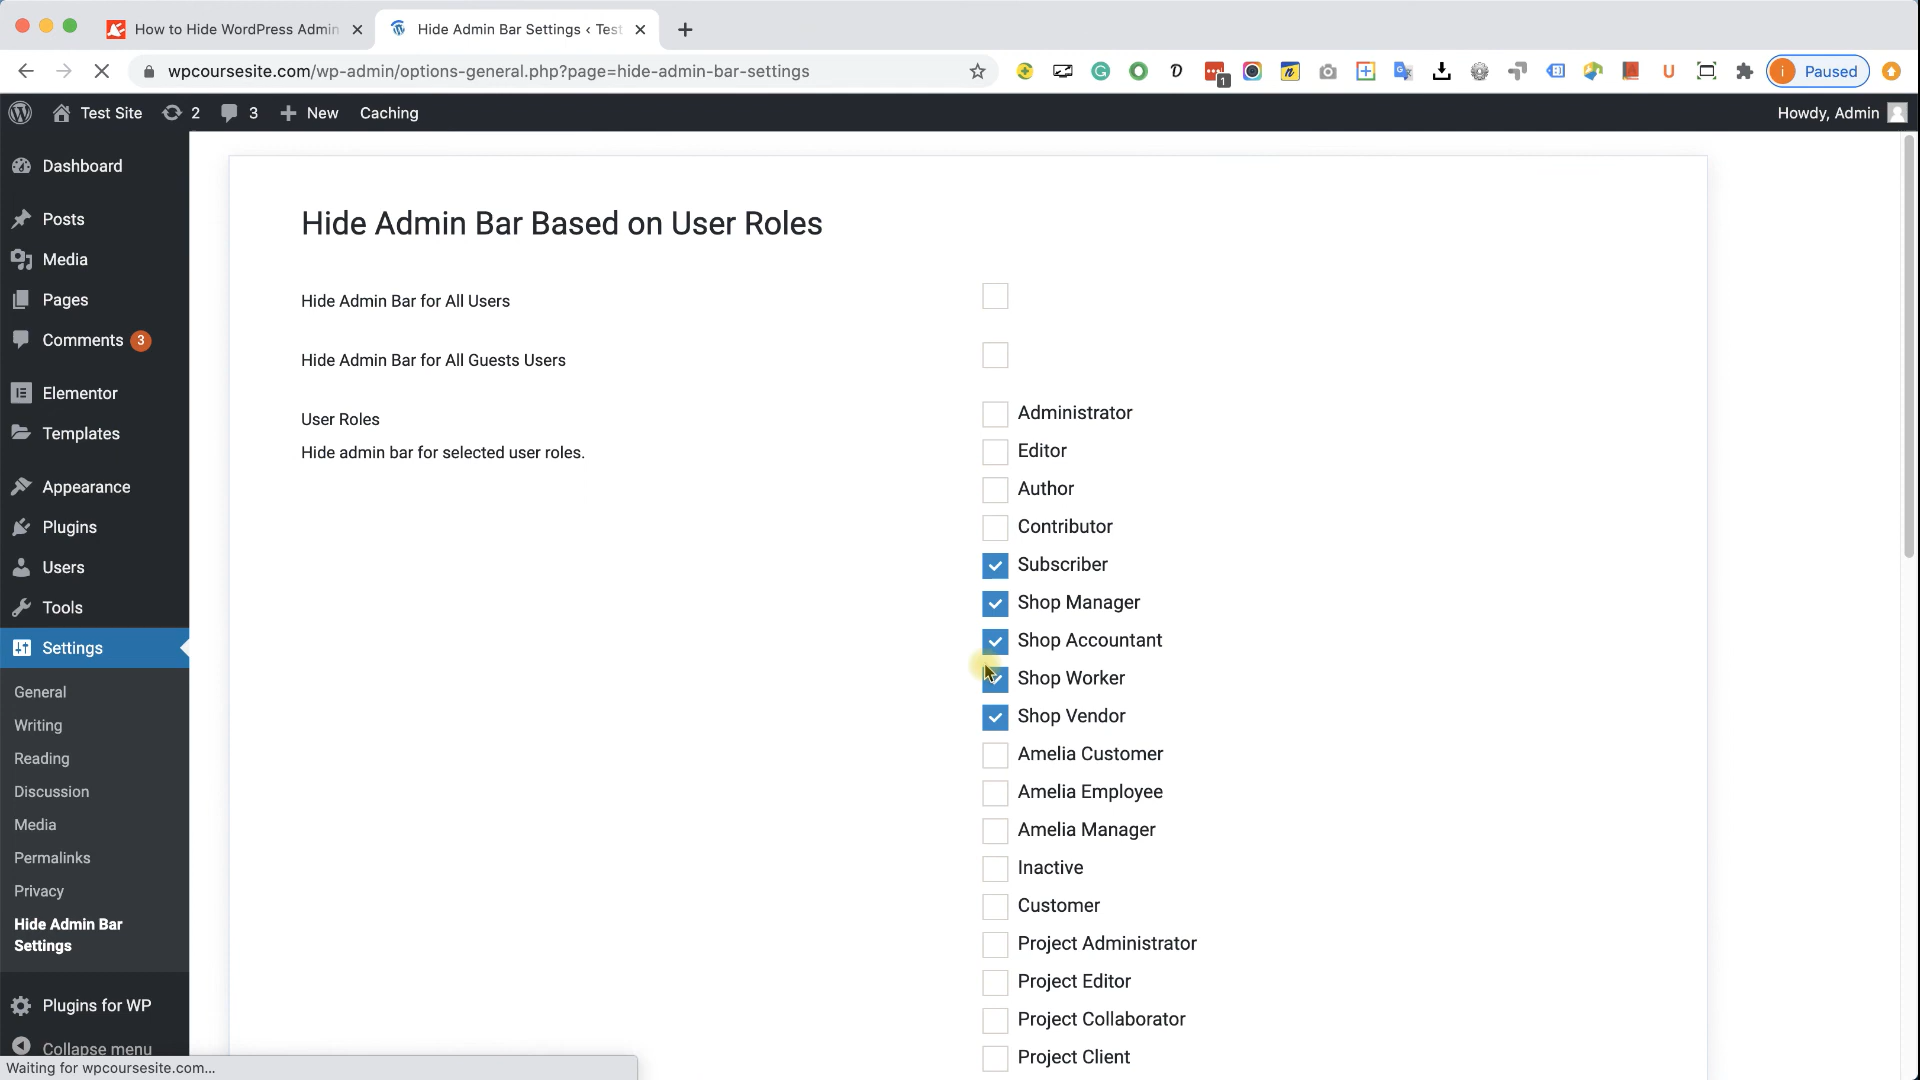 How to Hide WordPress Admin
Hide Admin Bar Settings ‹ Test
wpcoursesite.com/wp-admin/options-general.php?page=hide-admin-bar-settings
1
i Paused
Test Site
2
3
New
Caching
Howdy, Admin
Dashboard
Posts
Media
Pages
Comments 3
Elementor
Templates
Appearance
Plugins
Users
Tools
Settings
General
Writing
Reading
Discussion
Media
Permalinks
Privacy
Hide Admin Bar
Settings
Plugins for WP
Collapse menu
Waiting for wpcoursesite.com...
Hide Admin Bar Based on User Roles
Hide Admin Bar for All Users
Hide Admin Bar for All Guests Users
User Roles
Hide admin bar for selected user roles.
Administrator
Editor
Author
Contributor
Subscriber
Shop Manager
Shop Accountant
Shop Worker
Shop Vendor
Amelia Customer
Amelia Employee
Amelia Manager
Inactive
Customer
Project Administrator
Project Editor
Project Collaborator
Project Client